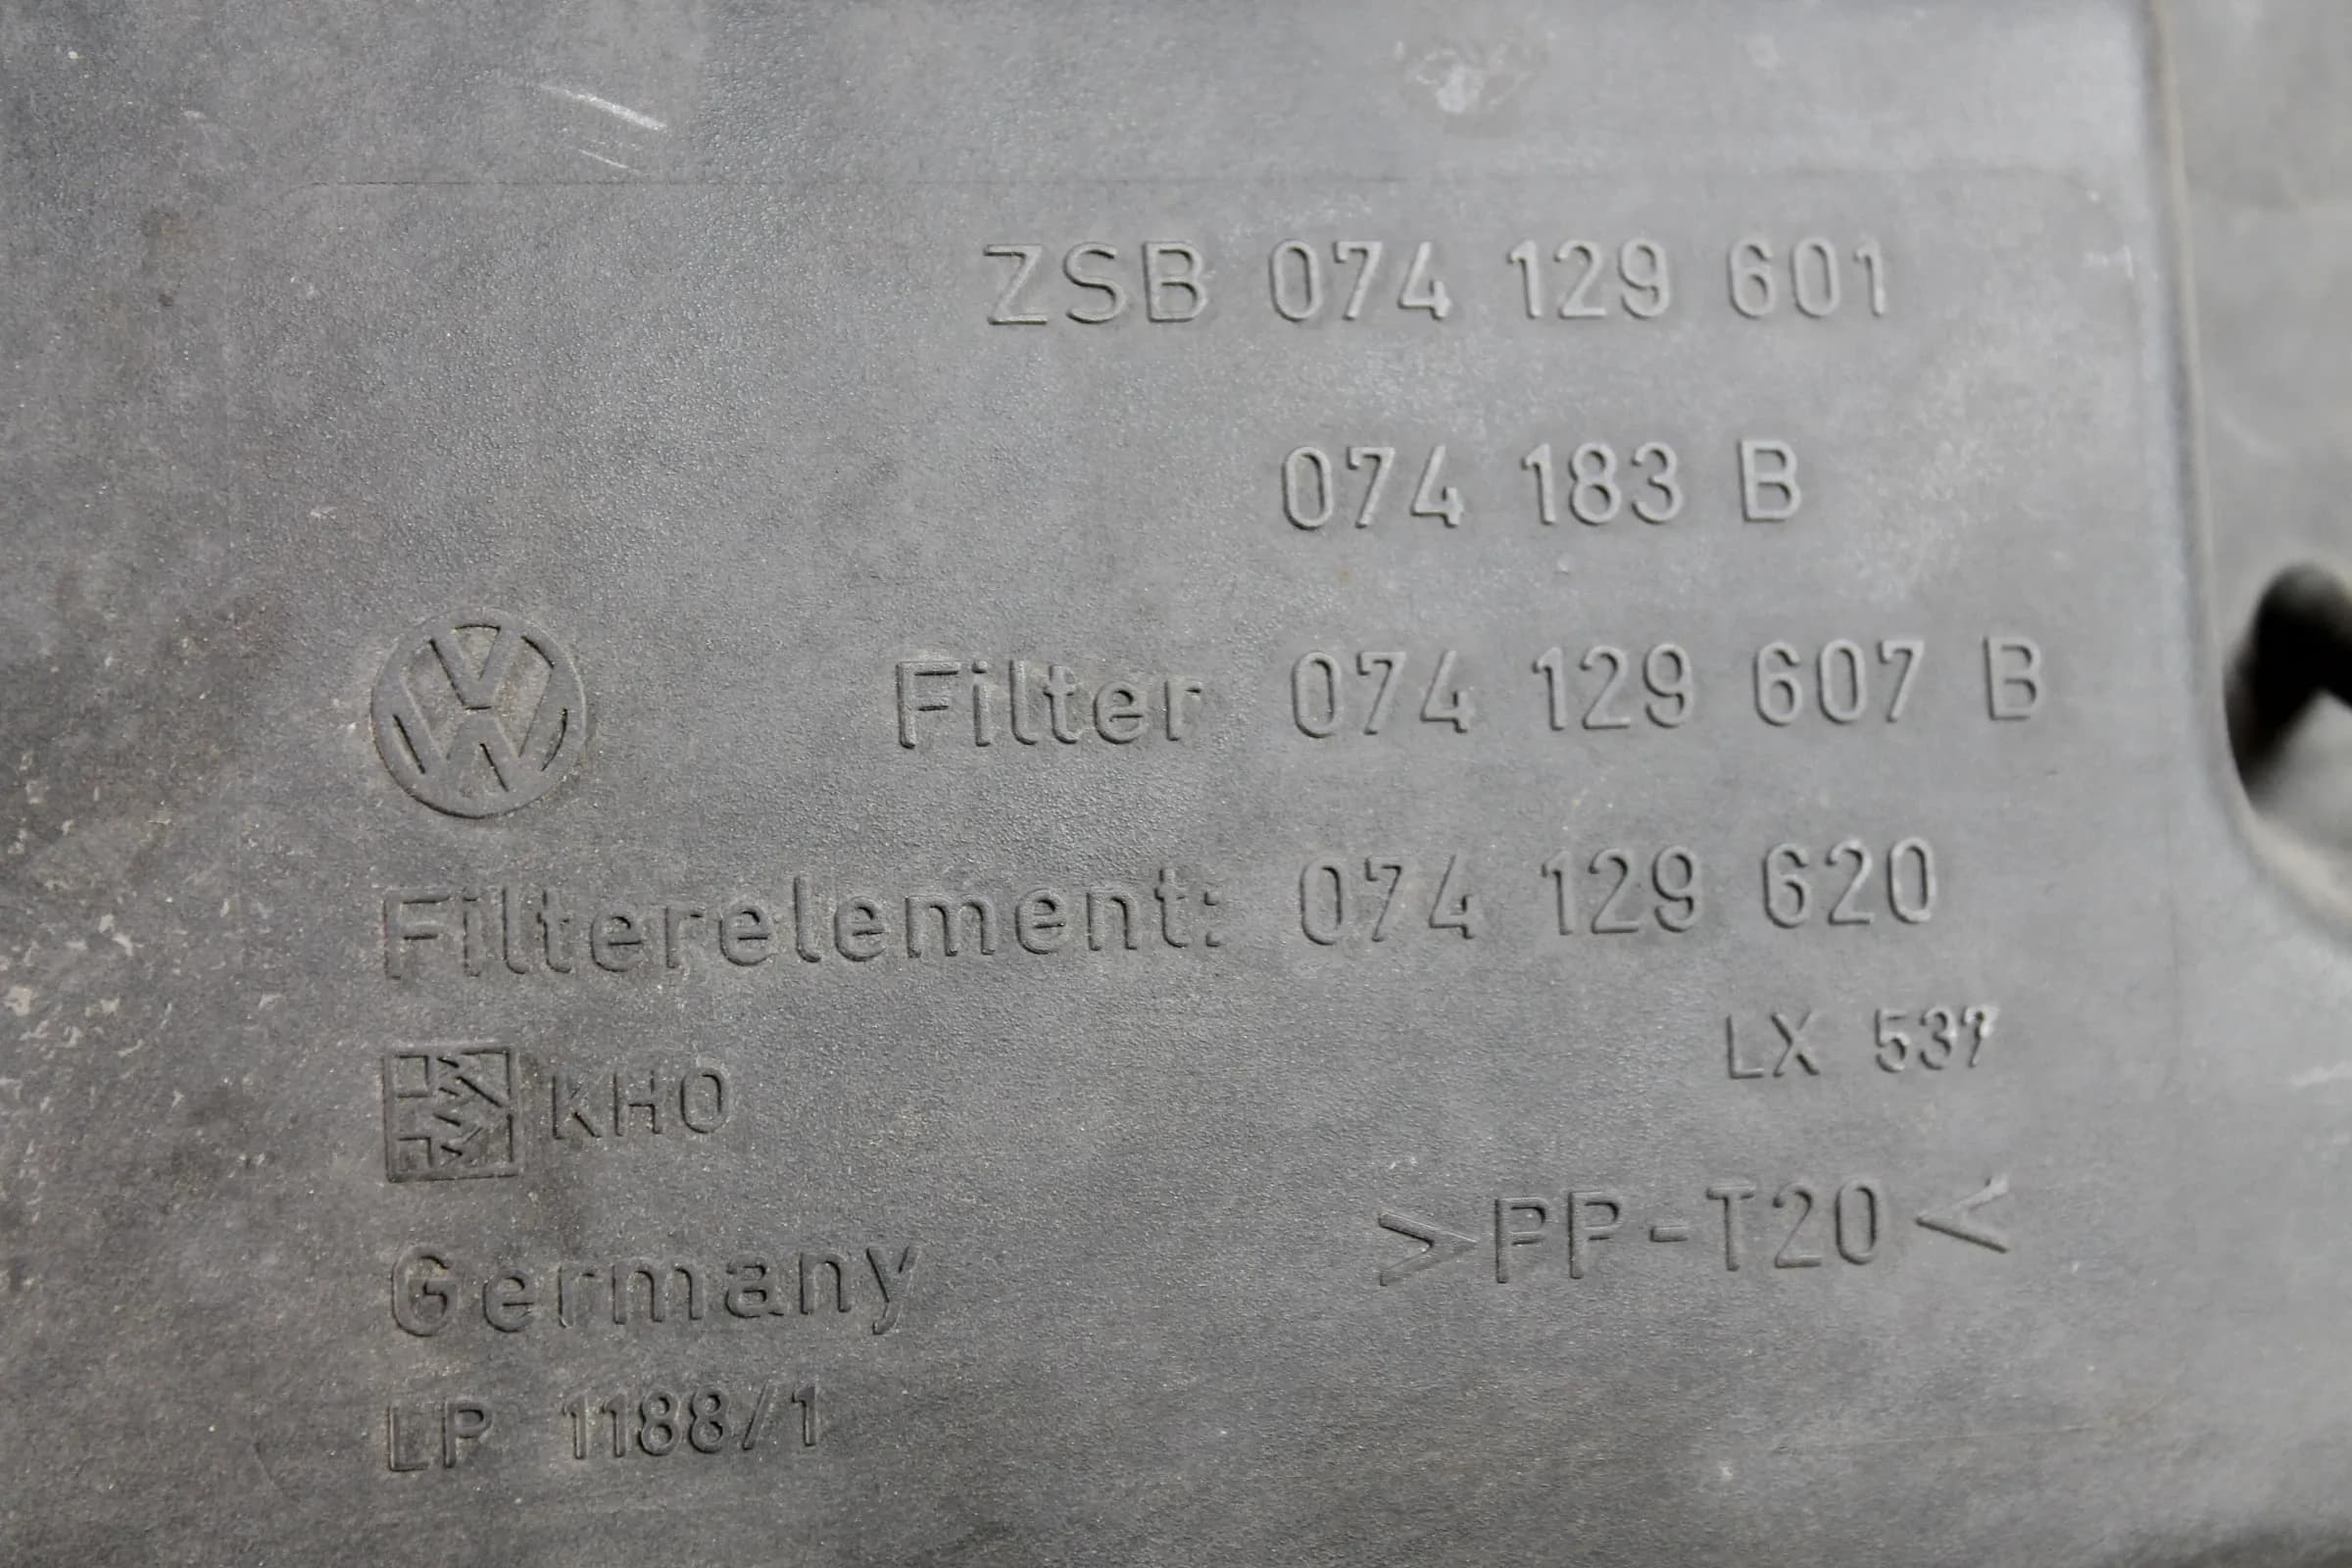 ZSB 074 129 601
074 183 B
Filter 074 129 607 B
Filterelement: 074 129 620
LX 537
KHO
>PP-T20<
Germany
LP 1188/1